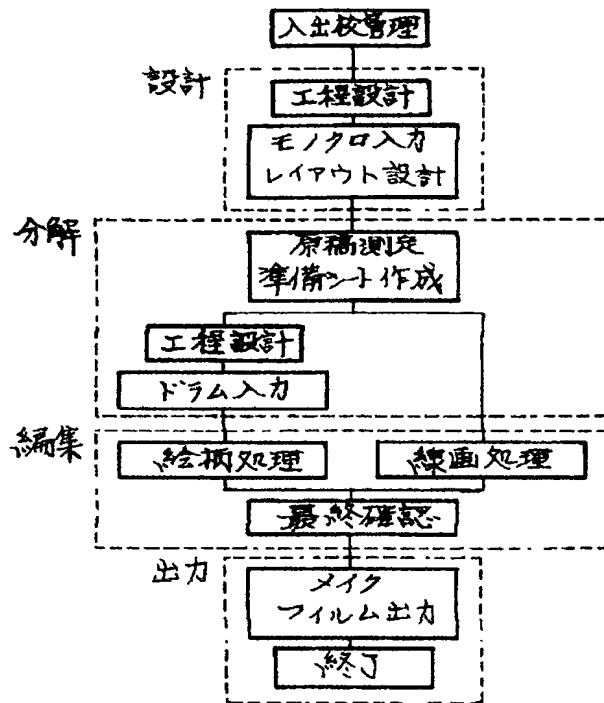 入出校管理
設計
工程設計
モノクロ入力
レイアウト設計
分解
原稿測定
準備シート作成
工程設計
ドラム入力
編集
絵柄処理
線画処理
最終確認
出力
メイク
フィルム出力
終了